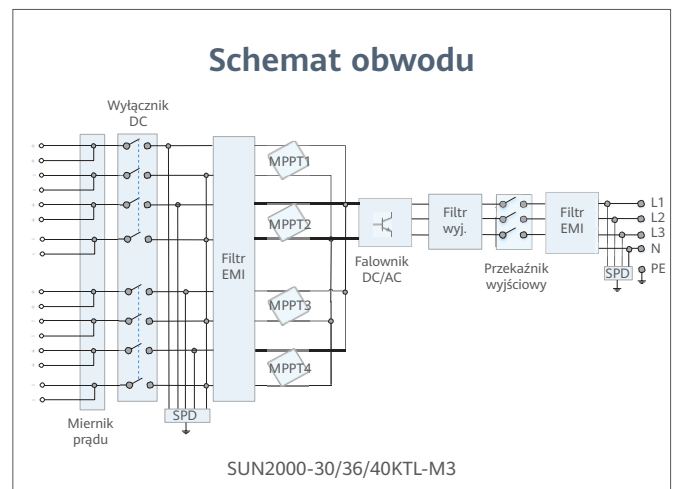 Schemat obwodu
Wyłącznik
DC
MPPT1
MPPT2
MPPT3
MPPT4
Filtr
EMI
Falownik
DC/AC
Filtr
wyj.
Przekaźnik
wyjściowy
Filtr
EMI
L1
L2
L3
N
PE
SPD
SPD
Miernik
prądu
SUN2000-30/36/40KTL-M3